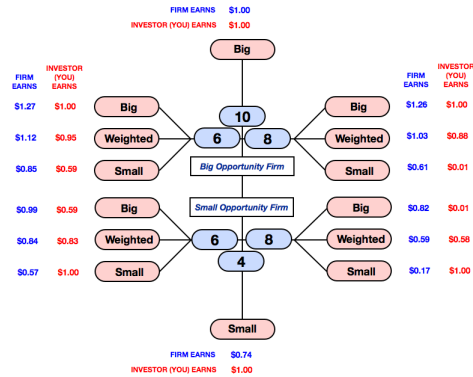 FIRM EARNS $1.00
INVESTOR (YOU) EARNS $1.00
Big
FIRM EARNS
INVESTOR (YOU) EARNS
FIRM EARNS
INVESTOR (YOU) EARNS
10
$1.27 $1.00 Big
Big $1.26 $1.00
$1.12 $0.95 Weighted 6 8 Weighted $1.03 $0.88
$0.85 $0.59 Small Big Opportunity Firm Small $0.61 $0.01
$0.99 $0.59 Big Small Opportunity Firm Big $0.82 $0.01
$0.84 $0.83 Weighted 6 8 Weighted $0.59 $0.58
4
$0.57 $1.00 Small Small $0.17 $1.00
Small
FIRM EARNS $0.74
INVESTOR (YOU) EARNS $1.00